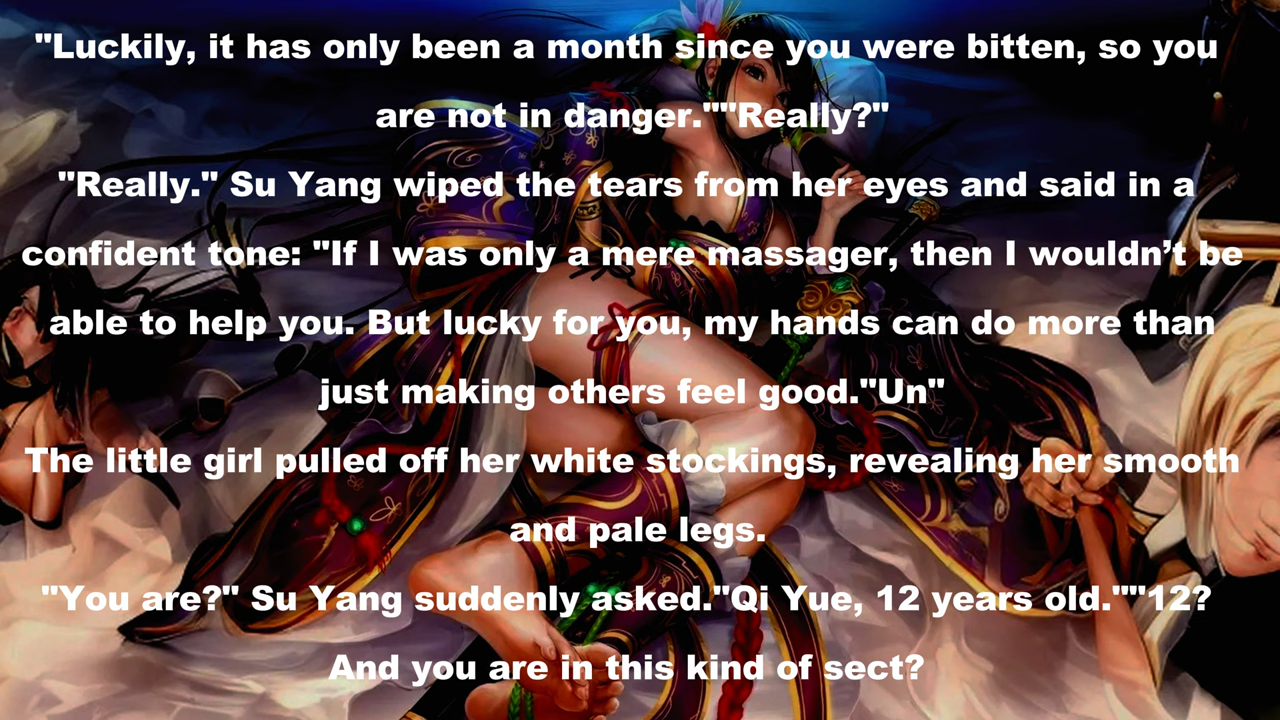 "Luckily, it has only been a month since you were bitten, so you
are not in danger.""Really?"
"Really." Su Yang wiped the tears from her eyes and said in a
confident tone: "If I was only a mere massager, then I wouldn’t be
able to help you. But lucky for you, my hands can do more than
just making others feel good."Un"
The little girl pulled off her white stockings, revealing her smooth
and pale legs.
"You are?" Su Yang suddenly asked."Qi Yue, 12 years old.""12?
And you are in this kind of sect?